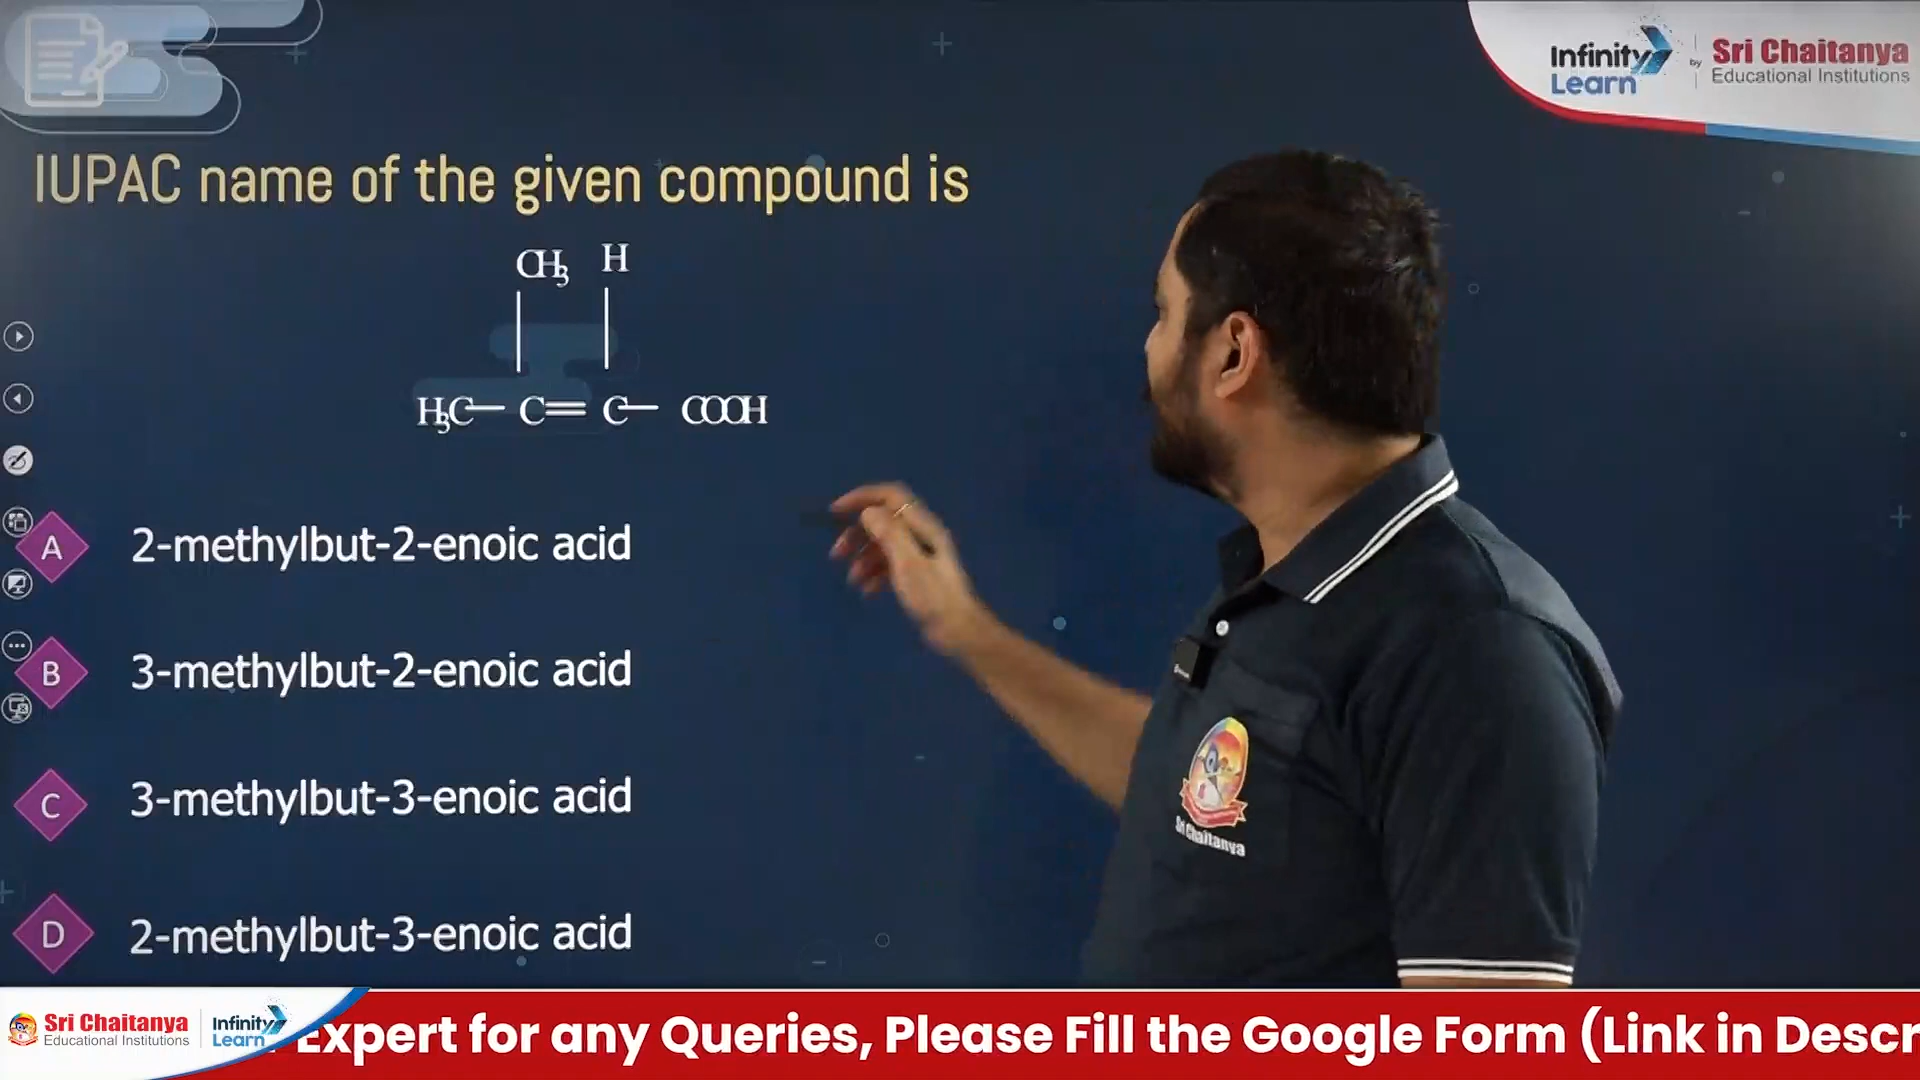 Infinity Learn by Sri Chaitanya Educational Institutions
IUPAC name of the given compound is
CH3 H
H3C — C = C — COOH
A 2-methylbut-2-enoic acid
B 3-methylbut-2-enoic acid
C 3-methylbut-3-enoic acid
D 2-methylbut-3-enoic acid
Sri Chaitanya
Sri Chaitanya Educational Institutions Infinity Learn
Expert for any Queries, Please Fill the Google Form (Link in Descr